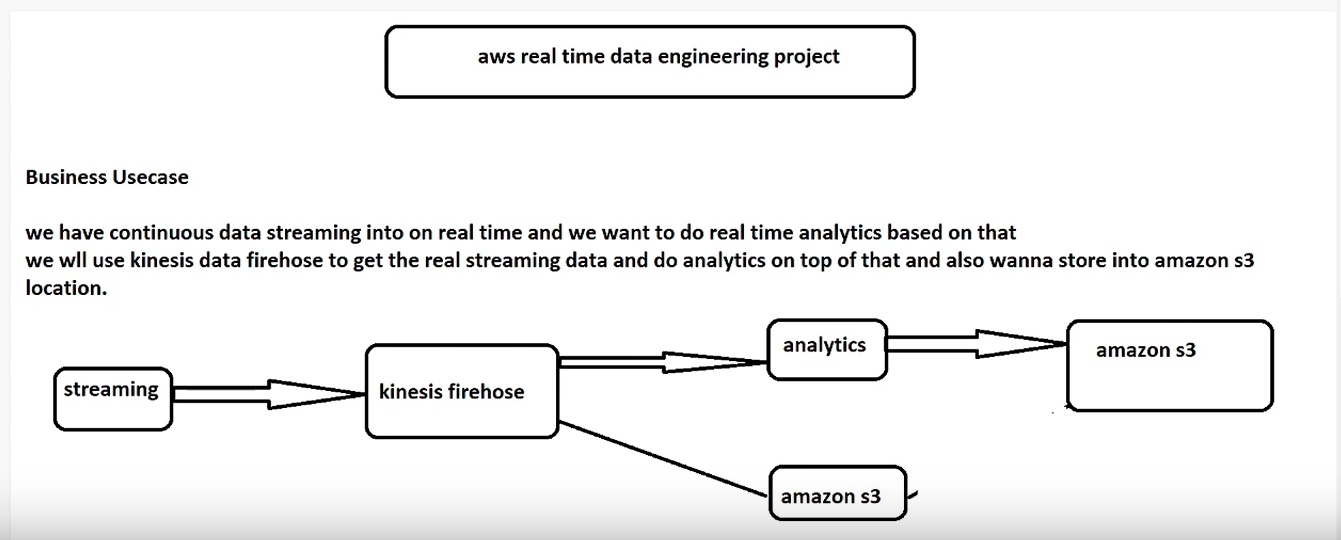 aws real time data engineering project
Business Usecase
we have continuous data streaming into on real time and we want to do real time analytics based on that
we wll use kinesis data firehose to get the real streaming data and do analytics on top of that and also wanna store into amazon s3
location.
streaming
kinesis firehose
analytics
amazon s3
amazon s3